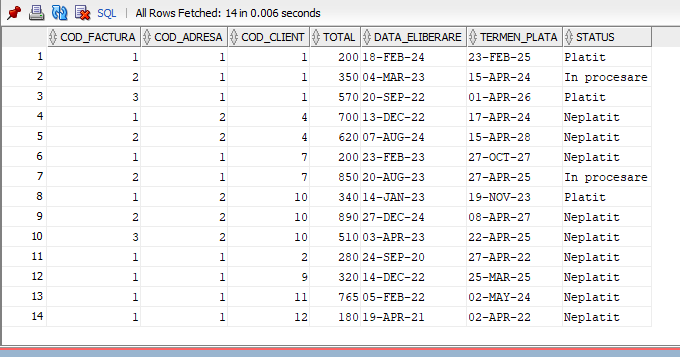 SQL | All Rows Fetched: 14 in 0.006 seconds
COD_FACTURA COD_ADRESA COD_CLIENT TOTAL DATA_ELIBERARE TERMEN_PLATA STATUS
1 1 1 1 200 18-FEB-24 23-FEB-25 Platit
2 2 1 1 350 04-MAR-23 15-APR-24 In procesare
3 3 1 1 570 20-SEP-22 01-APR-26 Platit
4 1 2 4 700 13-DEC-22 17-APR-24 Neplatit
5 2 2 4 620 07-AUG-24 15-APR-28 Neplatit
6 1 1 7 200 23-FEB-23 27-OCT-27 Neplatit
7 2 1 7 850 20-AUG-23 27-APR-25 In procesare
8 1 2 10 340 14-JAN-23 19-NOV-23 Platit
9 2 2 10 890 27-DEC-24 08-APR-27 Neplatit
10 3 2 10 510 03-APR-23 22-APR-25 Neplatit
11 1 1 2 280 24-SEP-20 27-APR-22 Neplatit
12 1 1 9 320 14-DEC-22 25-MAR-25 Neplatit
13 1 1 11 765 05-FEB-22 02-MAY-24 Neplatit
14 1 1 12 180 19-APR-21 02-APR-22 Neplatit